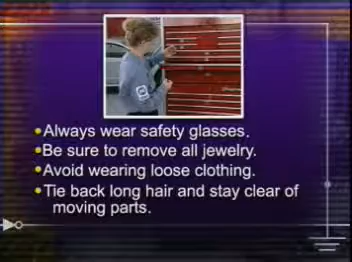 •Always wear safety glasses.
•Be sure to remove all jewelry.
•Avoid wearing loose clothing.
•Tie back long hair and stay clear of
moving parts.